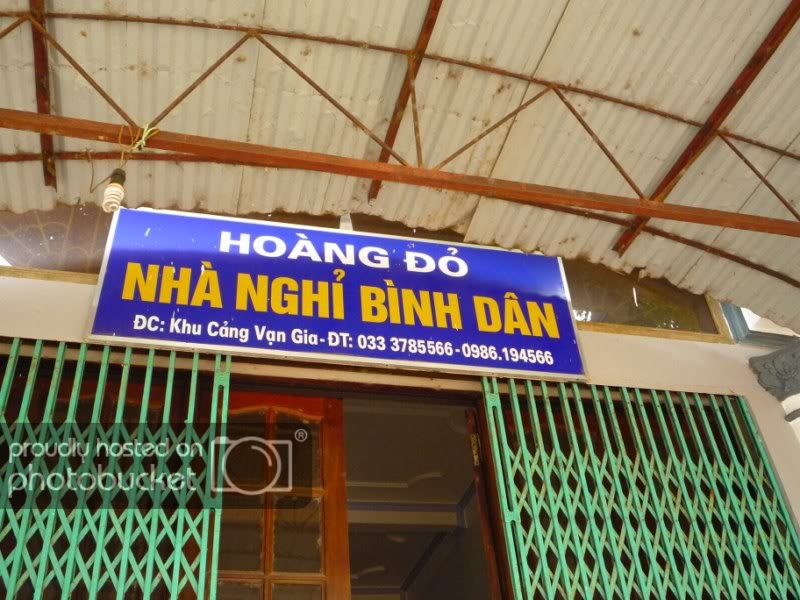 HOÀNG ĐỎ
NHÀ NGHỈ BÌNH DÂN
ĐC: Khu Cảng Vạn Gia - ĐT: 033 3785566 - 0986.194566
proudly hosted on
photobucket